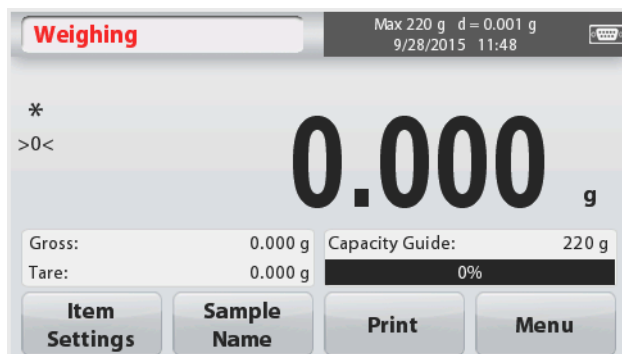 Weighing
Max 220 g d = 0.001 g
9/28/2015 11:48
*
>0<
0.000 g
Gross: 0.000 g
Tare: 0.000 g
Capacity Guide: 220 g
0%
Item Settings
Sample Name
Print
Menu